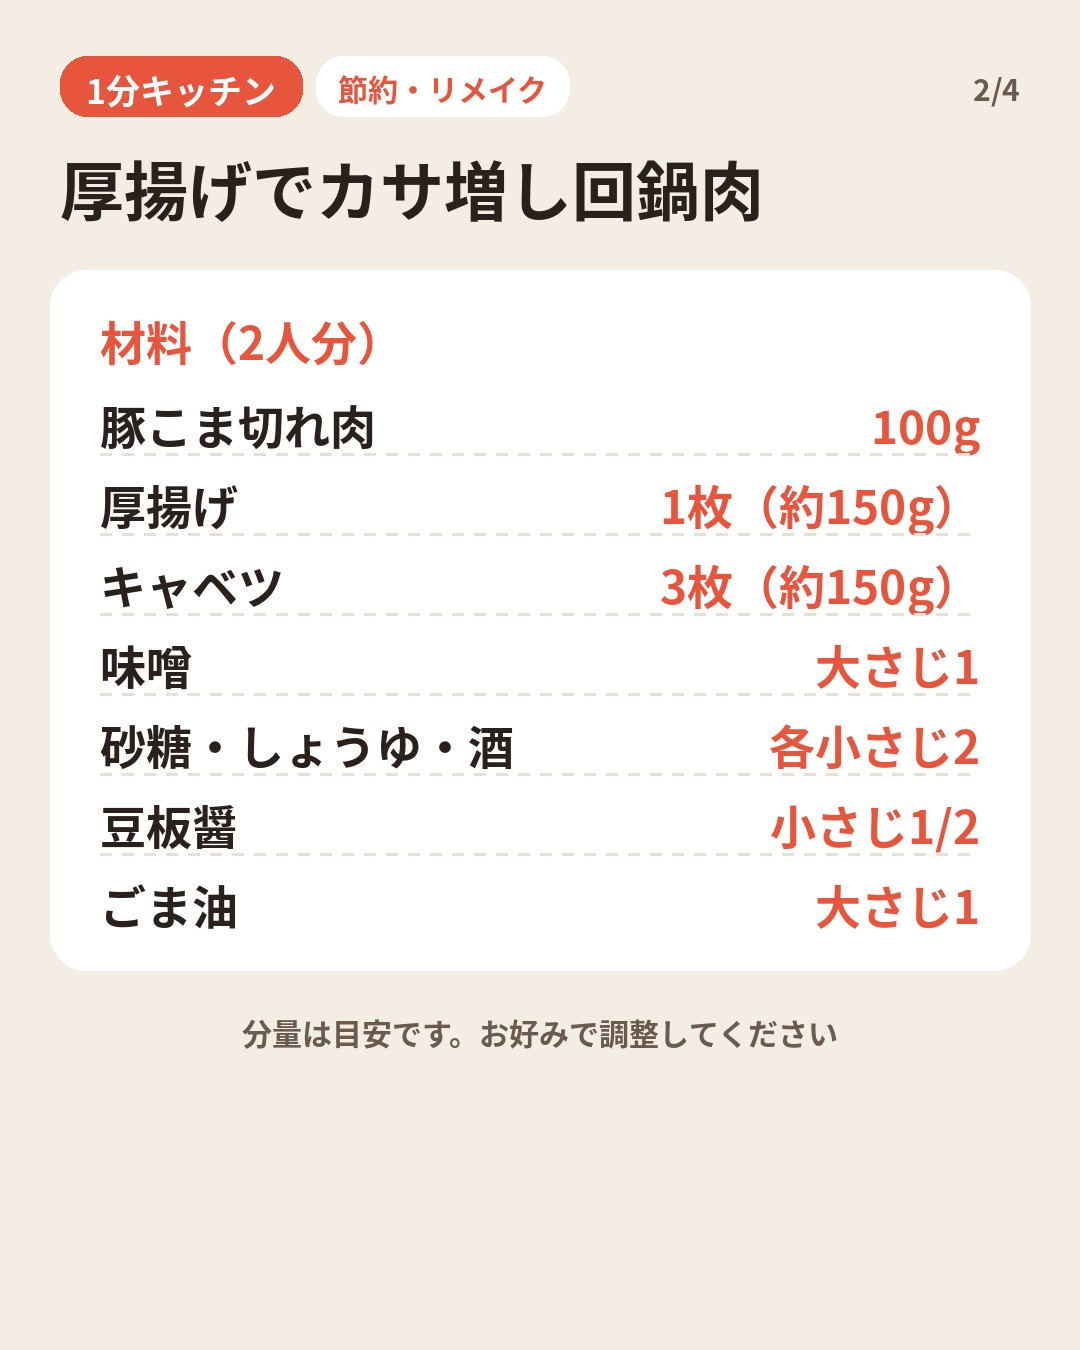 1分キッチン 節約・リメイク 2/4
厚揚げでカサ増し回鍋肉
材料（2人分）
豚こま切れ肉 100g
厚揚げ 1枚（約150g）
キャベツ 3枚（約150g）
味噌 大さじ1
砂糖・しょうゆ・酒 各小さじ2
豆板醤 小さじ1/2
ごま油 大さじ1
分量は目安です。お好みで調整してください